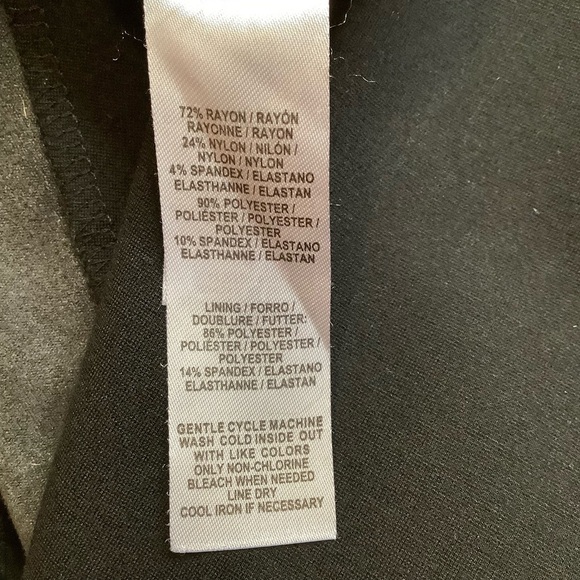 72% RAYON / RAYÓN
RAYONNE / RAYON
24% NYLON / NILÓN /
NYLON / NYLON
4% SPANDEX / ELASTANO
ELASTHANNE / ELASTAN
90% POLYESTER /
POLIÉSTER / POLYESTER /
POLYESTER
10% SPANDEX / ELASTANO
ELASTHANNE / ELASTAN
LINING / FORRO /
DOUBLURE / FUTTER:
86% POLYESTER /
POLIÉSTER / POLYESTER /
POLYESTER
14% SPANDEX / ELASTANO
ELASTHANNE / ELASTAN
GENTLE CYCLE MACHINE
WASH COLD INSIDE OUT
WITH LIKE COLORS
ONLY NON-CHLORINE
BLEACH WHEN NEEDED
LINE DRY
COOL IRON IF NECESSARY